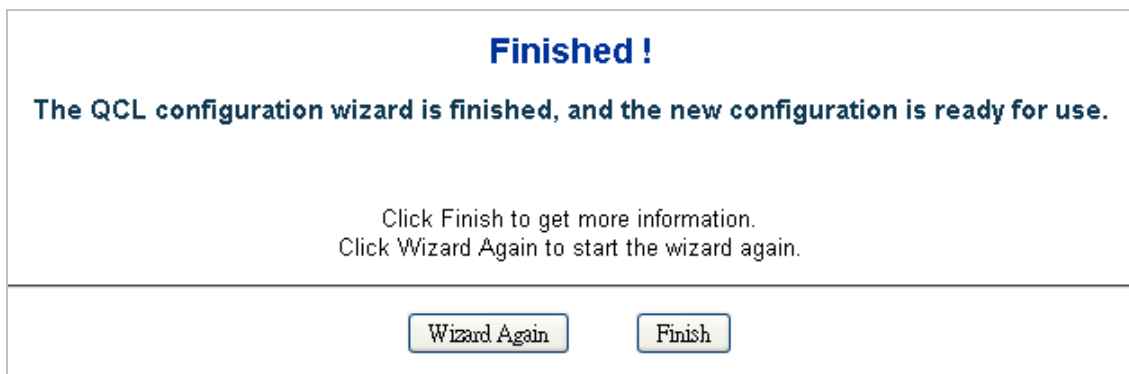 Finished !
The QCL configuration wizard is finished, and the new configuration is ready for use.
Click Finish to get more information.
Click Wizard Again to start the wizard again.
Wizard Again
Finish